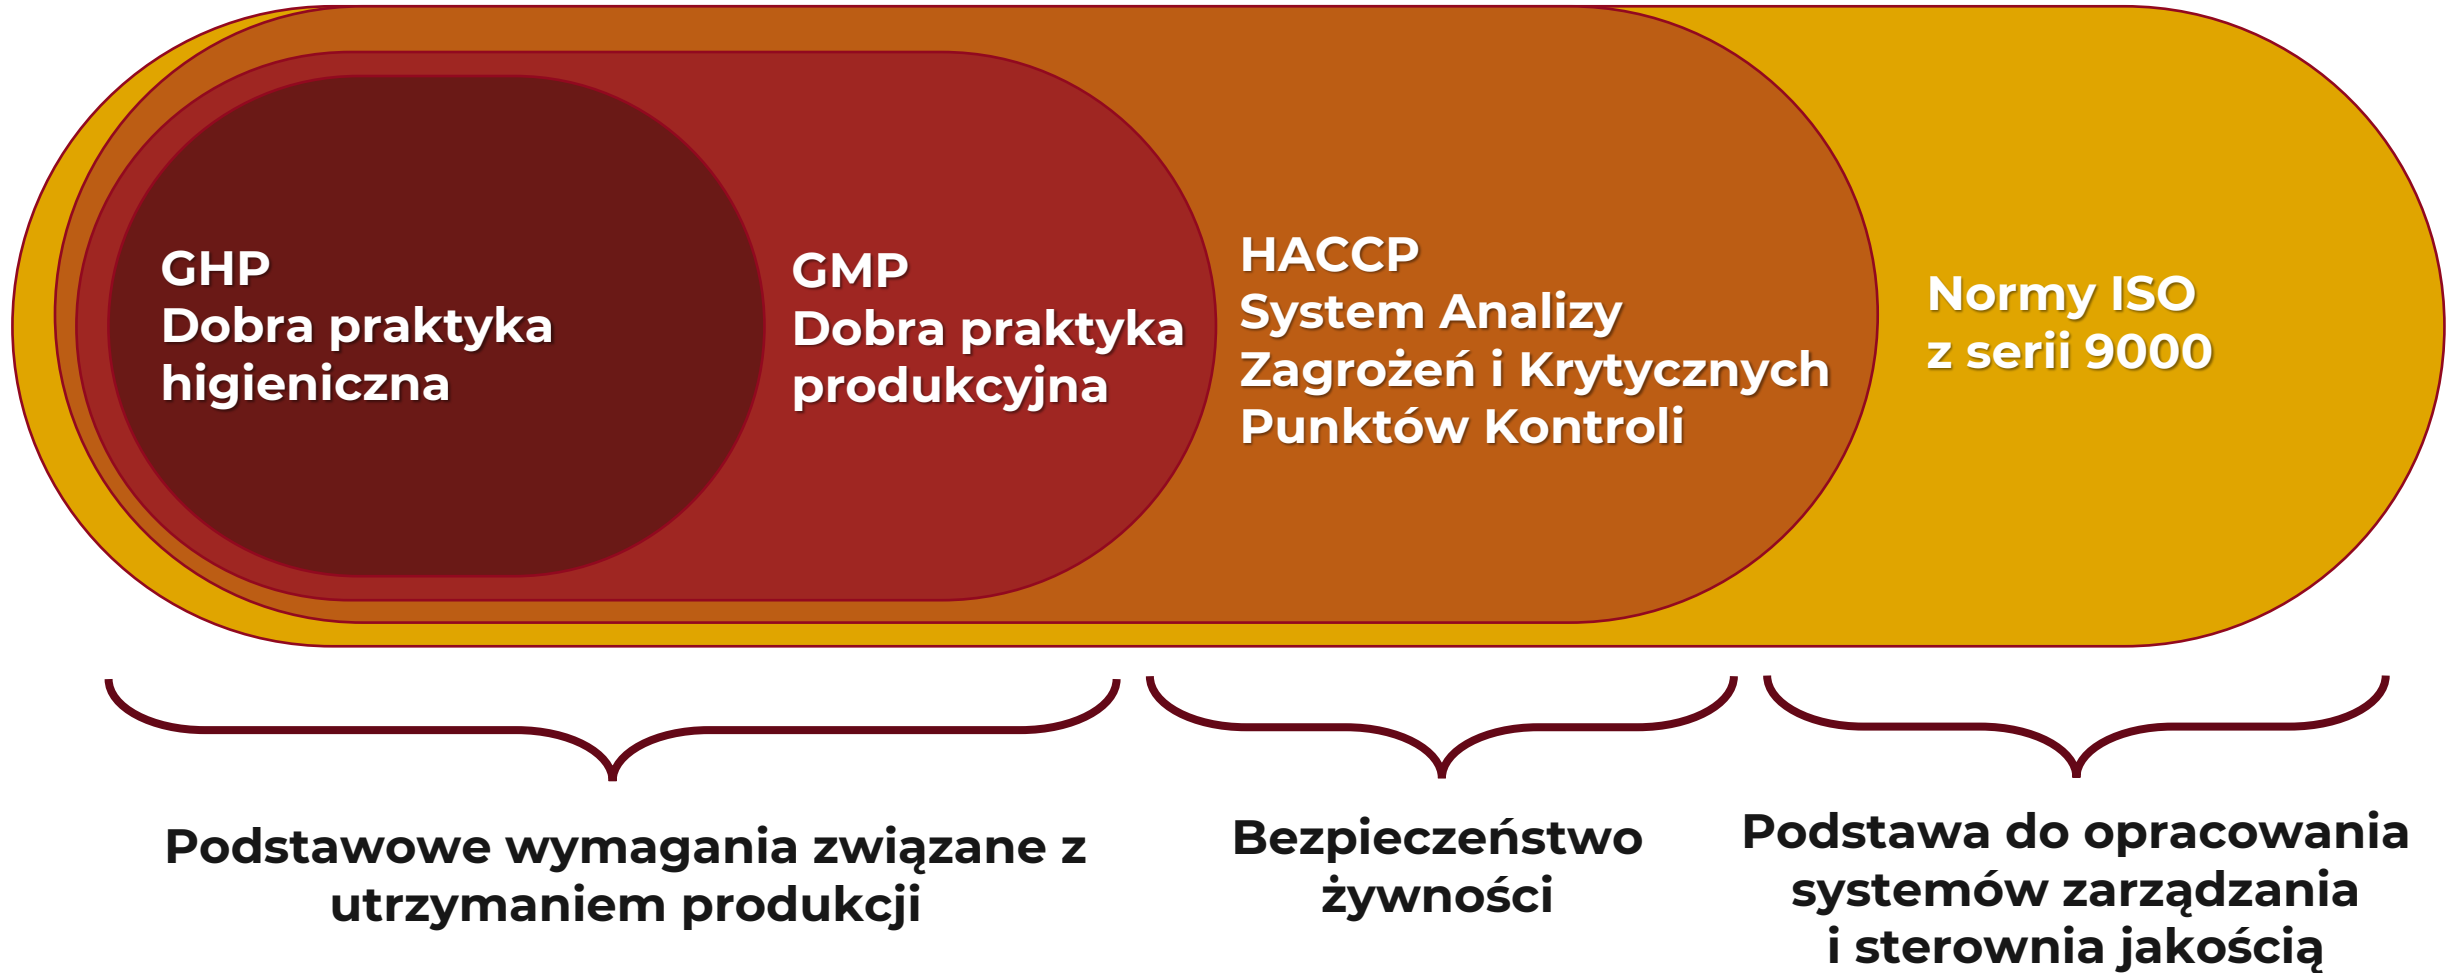 GHP
Dobra praktyka
higieniczna
GMP
Dobra praktyka
produkcyjna
HACCP
System Analizy
Zagrożeń i Krytycznych
Punktów Kontroli
Normy ISO
z serii 9000
Podstawowe wymagania związane z
utrzymaniem produkcji
Bezpieczeństwo
żywności
Podstawa do opracowania
systemów zarządzania
i sterownia jakością